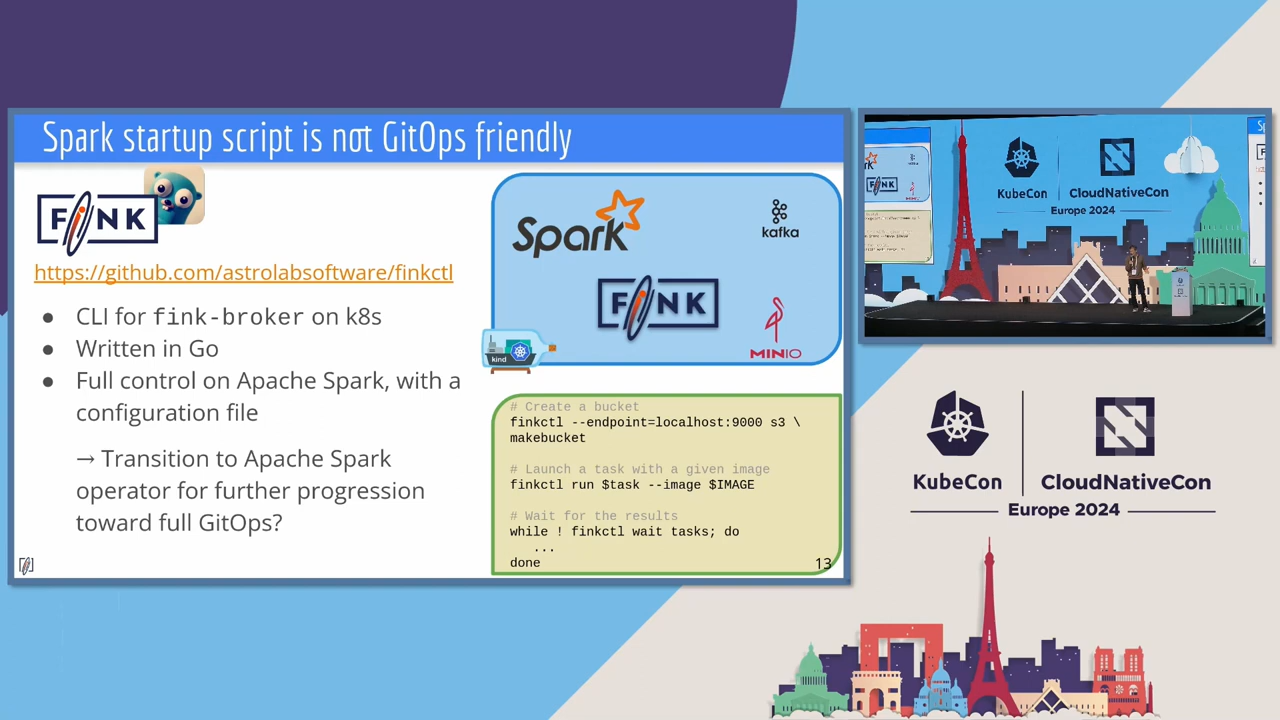 Spark startup script is not GitOps friendly
FINK
https://github.com/astrolabsoftware/finkctl
● CLI for fink-broker on k8s
● Written in Go
● Full control on Apache Spark, with a
configuration file
→ Transition to Apache Spark
operator for further progression
toward full GitOps?
Spark
kafka
FINK
kind
MINIO
# Create a bucket
finkctl --endpoint=localhost:9000 s3 \
makebucket
# Launch a task with a given image
finkctl run $task --image $IMAGE
# Wait for the results
while ! finkctl wait tasks; do
...
done
13
KubeCon
CloudNativeCon
Europe 2024
FINK
KubeCon
CloudNativeCon
Europe 2024